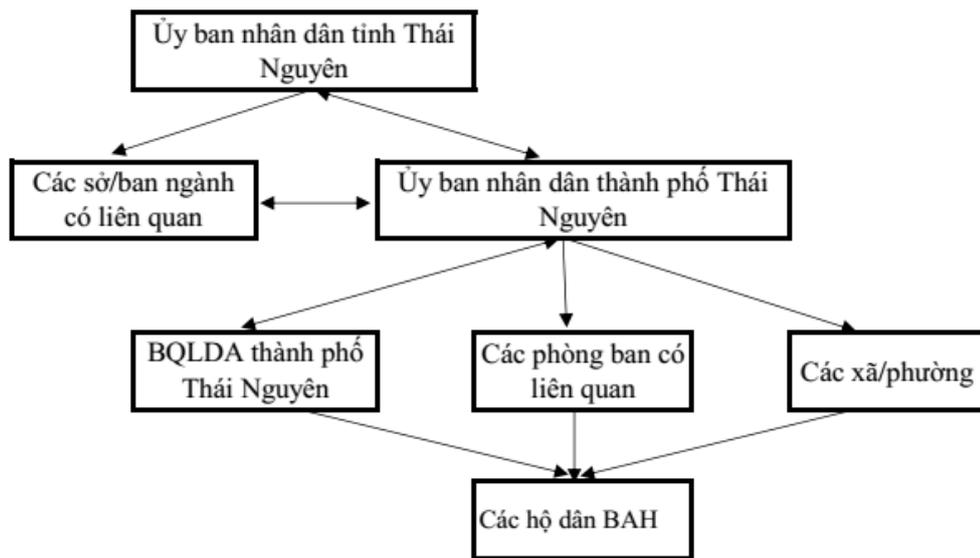 Ủy ban nhân dân tỉnh Thái
Nguyên
Các sở/ban ngành
có liên quan
Ủy ban nhân dân thành phố Thái
Nguyên
BQLDA thành phố
Thái Nguyên
Các phòng ban có
liên quan
Các xã/phường
Các hộ dân BAH